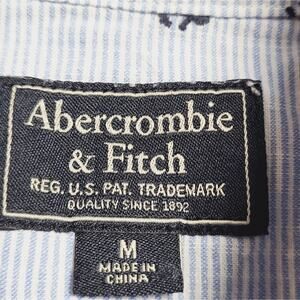 Abercrombie
& Fitch
REG. U.S. PAT. TRADEMARK
QUALITY SINCE 1892
M
MADE IN
CHINA